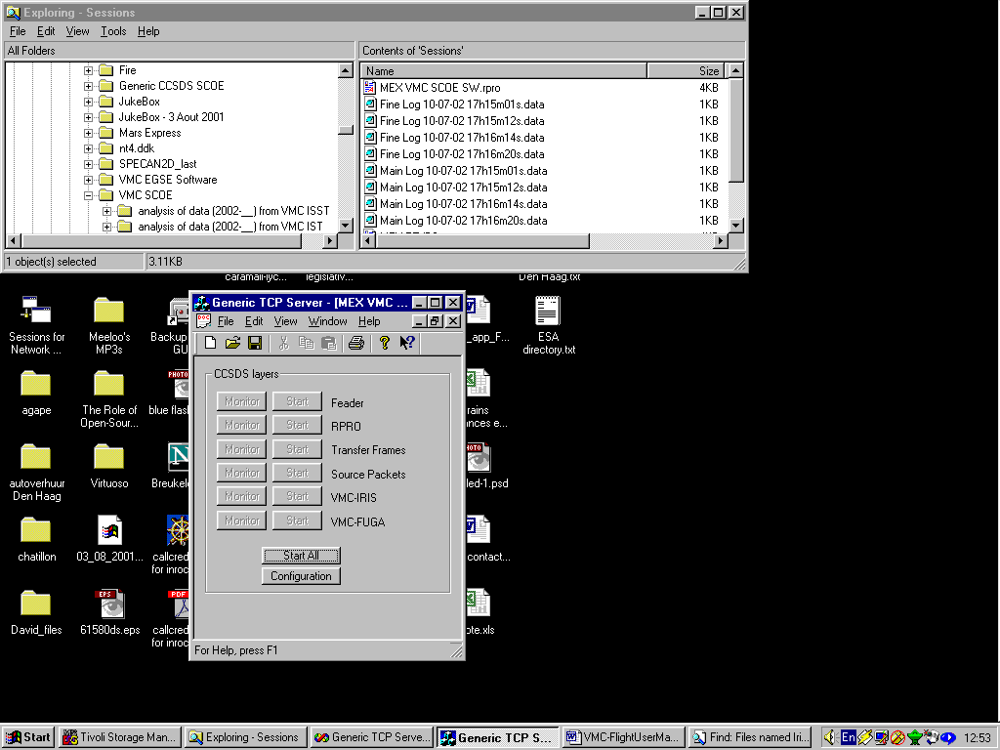 Exploring - Sessions
File Edit View Tools Help
All Folders
Contents of 'Sessions'
Fire
Generic CCSDS SCOE
JukeBox
JukeBox - 3 Aout 2001
Mars Express
nt4.ddk
SPECAN2D_last
VMC EGSE Software
VMC SCOE
analysis of data (2002-__) from VMC ISST
analysis of data (2002-__) from VMC IST
Name Size
MEX VMC SCOE SW.rpro 4KB
Fine Log 10-07-02 17h15m01s.data 1KB
Fine Log 10-07-02 17h15m12s.data 1KB
Fine Log 10-07-02 17h16m14s.data 1KB
Fine Log 10-07-02 17h16m20s.data 1KB
Main Log 10-07-02 17h15m01s.data 1KB
Main Log 10-07-02 17h15m12s.data 1KB
Main Log 10-07-02 17h16m14s.data 1KB
Main Log 10-07-02 17h16m20s.data 1KB
1 object(s) selected 3.11KB
caramail-lyc... legislativ... Den Haag.txt
Sessions for
Network ...
Meeloo's
MP3s
Backup
GU
_app_F...
ESA
directory.txt
agape
The Role of
Open-Sour...
PHOTO
blue flas
rains
nces e...
autoverhuur
Den Haag
Virtuoso
Breukele
PHOTO
led-1.psd
chatillon
03_08_2001...
callcred
for inroc
contact...
David_files
EPS
61580ds.eps
PDF
callcred
for inroc
ote.xls
Generic TCP Server - [MEX VMC ...
DOC File Edit View Window Help
CCSDS layers
Monitor Start Feader
Monitor Start RPRO
Monitor Start Transfer Frames
Monitor Start Source Packets
Monitor Start VMC-IRIS
Monitor Start VMC-FUGA
Start All
Configuration
For Help, press F1
Start Tivoli Storage Man... Exploring - Sessions Generic TCP Serve... Generic TCP S... VMC-FlightUserMa... Find: Files named Iri... En 12:53